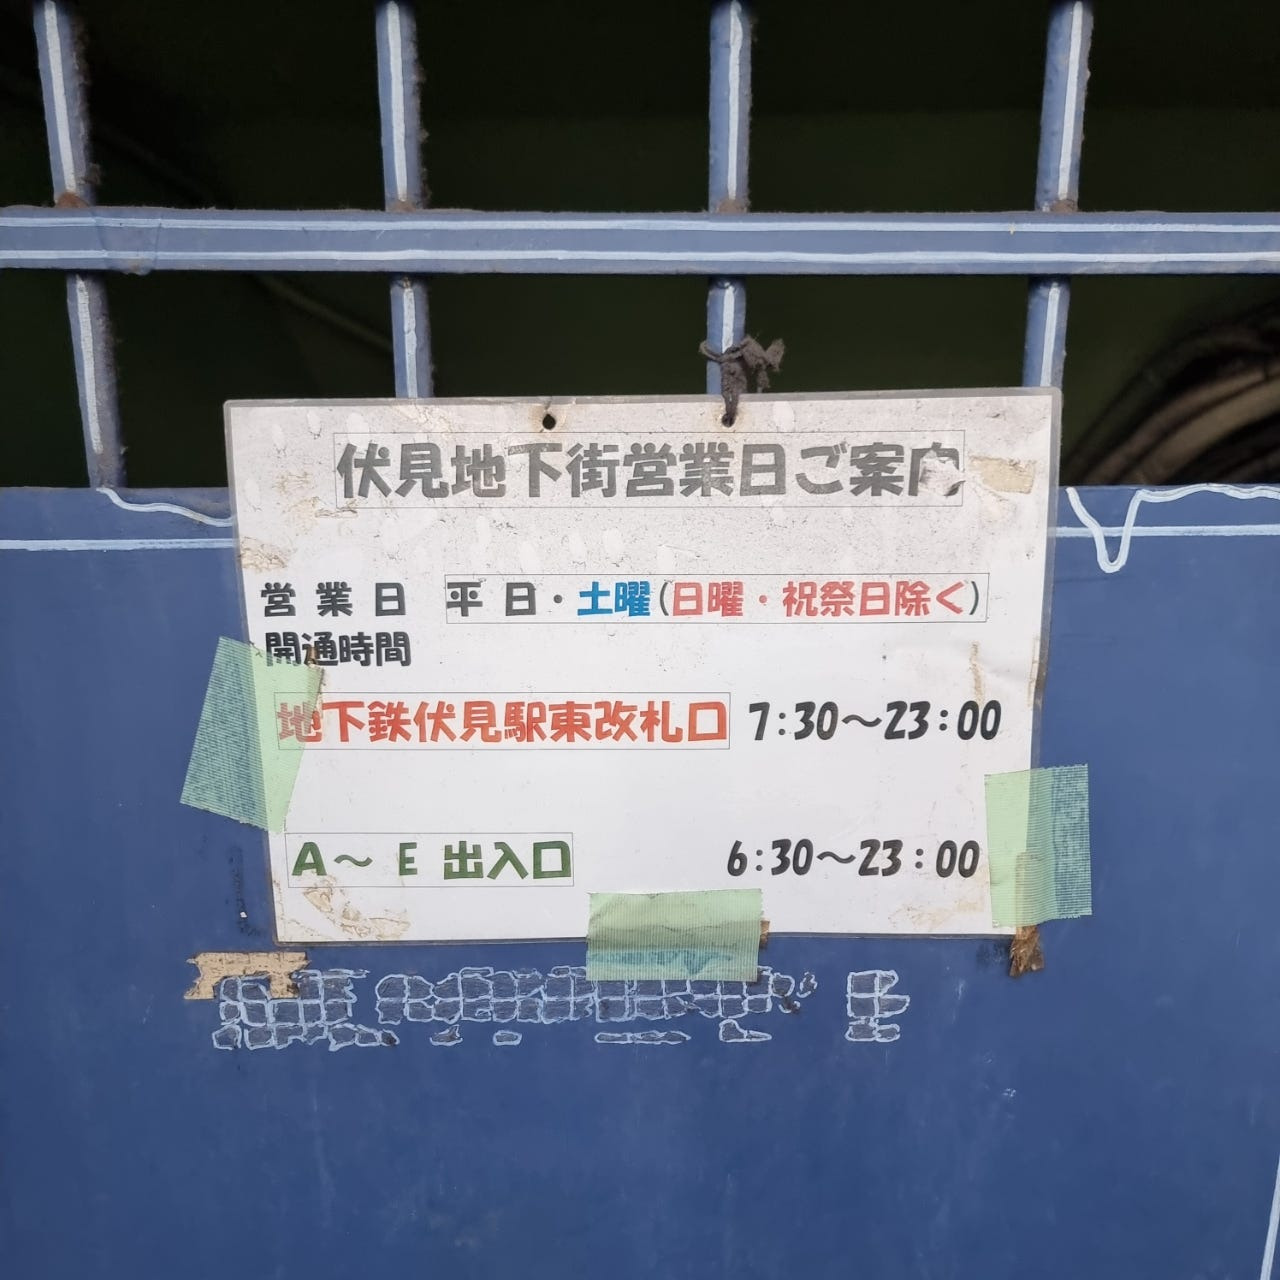 伏見地下街営業日ご案内
営業日 平日・土曜(日曜・祝祭日除く)
開通時間
地下鉄伏見駅東改札口 7:30～23:00
A～E 出入口 6:30～23:00